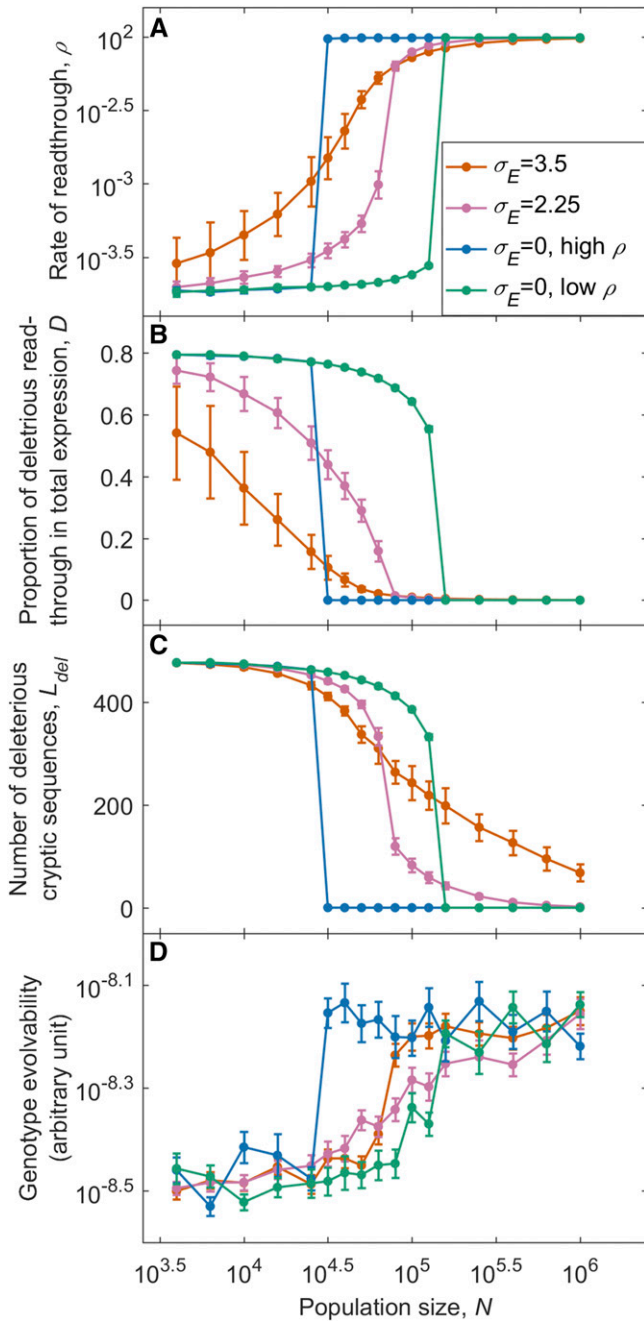 A
10^2
10^-2.5
10^-3
10^-3.5
Rate of readthrough, ρ
σ_E=3.5
σ_E=2.25
σ_E=0, high ρ
σ_E=0, low ρ
B
0.8
0.6
0.4
0.2
0
Proportion of deletrious read-
through in total expression, D
C
400
200
0
Number of deleterious
cryptic sequences, L_del
D
10^-8.1
10^-8.3
10^-8.5
Genotype evolvability
(arbitrary unit)
10^3.5 10^4 10^4.5 10^5 10^5.5 10^6
Population size, N